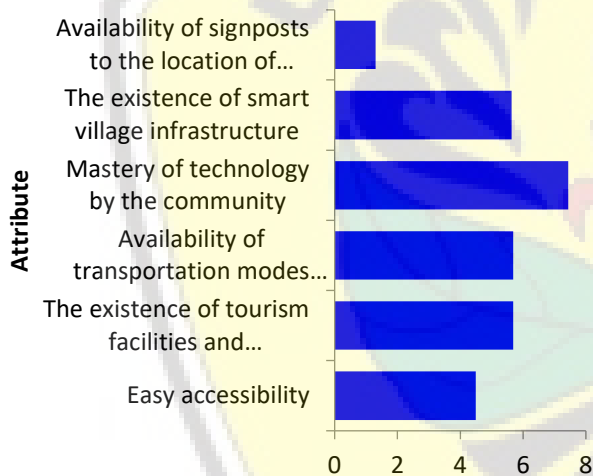 Availability of signposts
to the location of…
The existence of smart
village infrastructure
Mastery of technology
by the community
Availability of
transportation modes…
The existence of tourism
facilities and…
Easy accessibility
Attribute
0 2 4 6 8